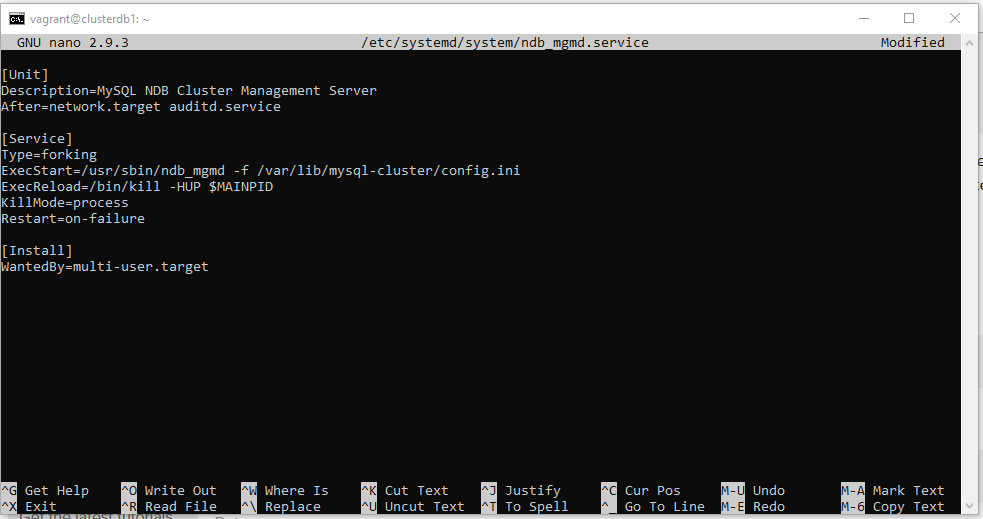 vagrant@clusterdb1: ~
GNU nano 2.9.3 /etc/systemd/system/ndb_mgmd.service Modified
[Unit]
Description=MySQL NDB Cluster Management Server
After=network.target auditd.service
[Service]
Type=forking
ExecStart=/usr/sbin/ndb_mgmd -f /var/lib/mysql-cluster/config.ini
ExecReload=/bin/kill -HUP $MAINPID
KillMode=process
Restart=on-failure
[Install]
WantedBy=multi-user.target
^G Get Help ^O Write Out ^W Where Is ^K Cut Text ^J Justify ^C Cur Pos M-U Undo M-A Mark Text
^X Exit ^R Read File ^\ Replace ^U Uncut Text ^T To Spell ^_ Go To Line M-E Redo M-6 Copy Text
Get the latest tutorials